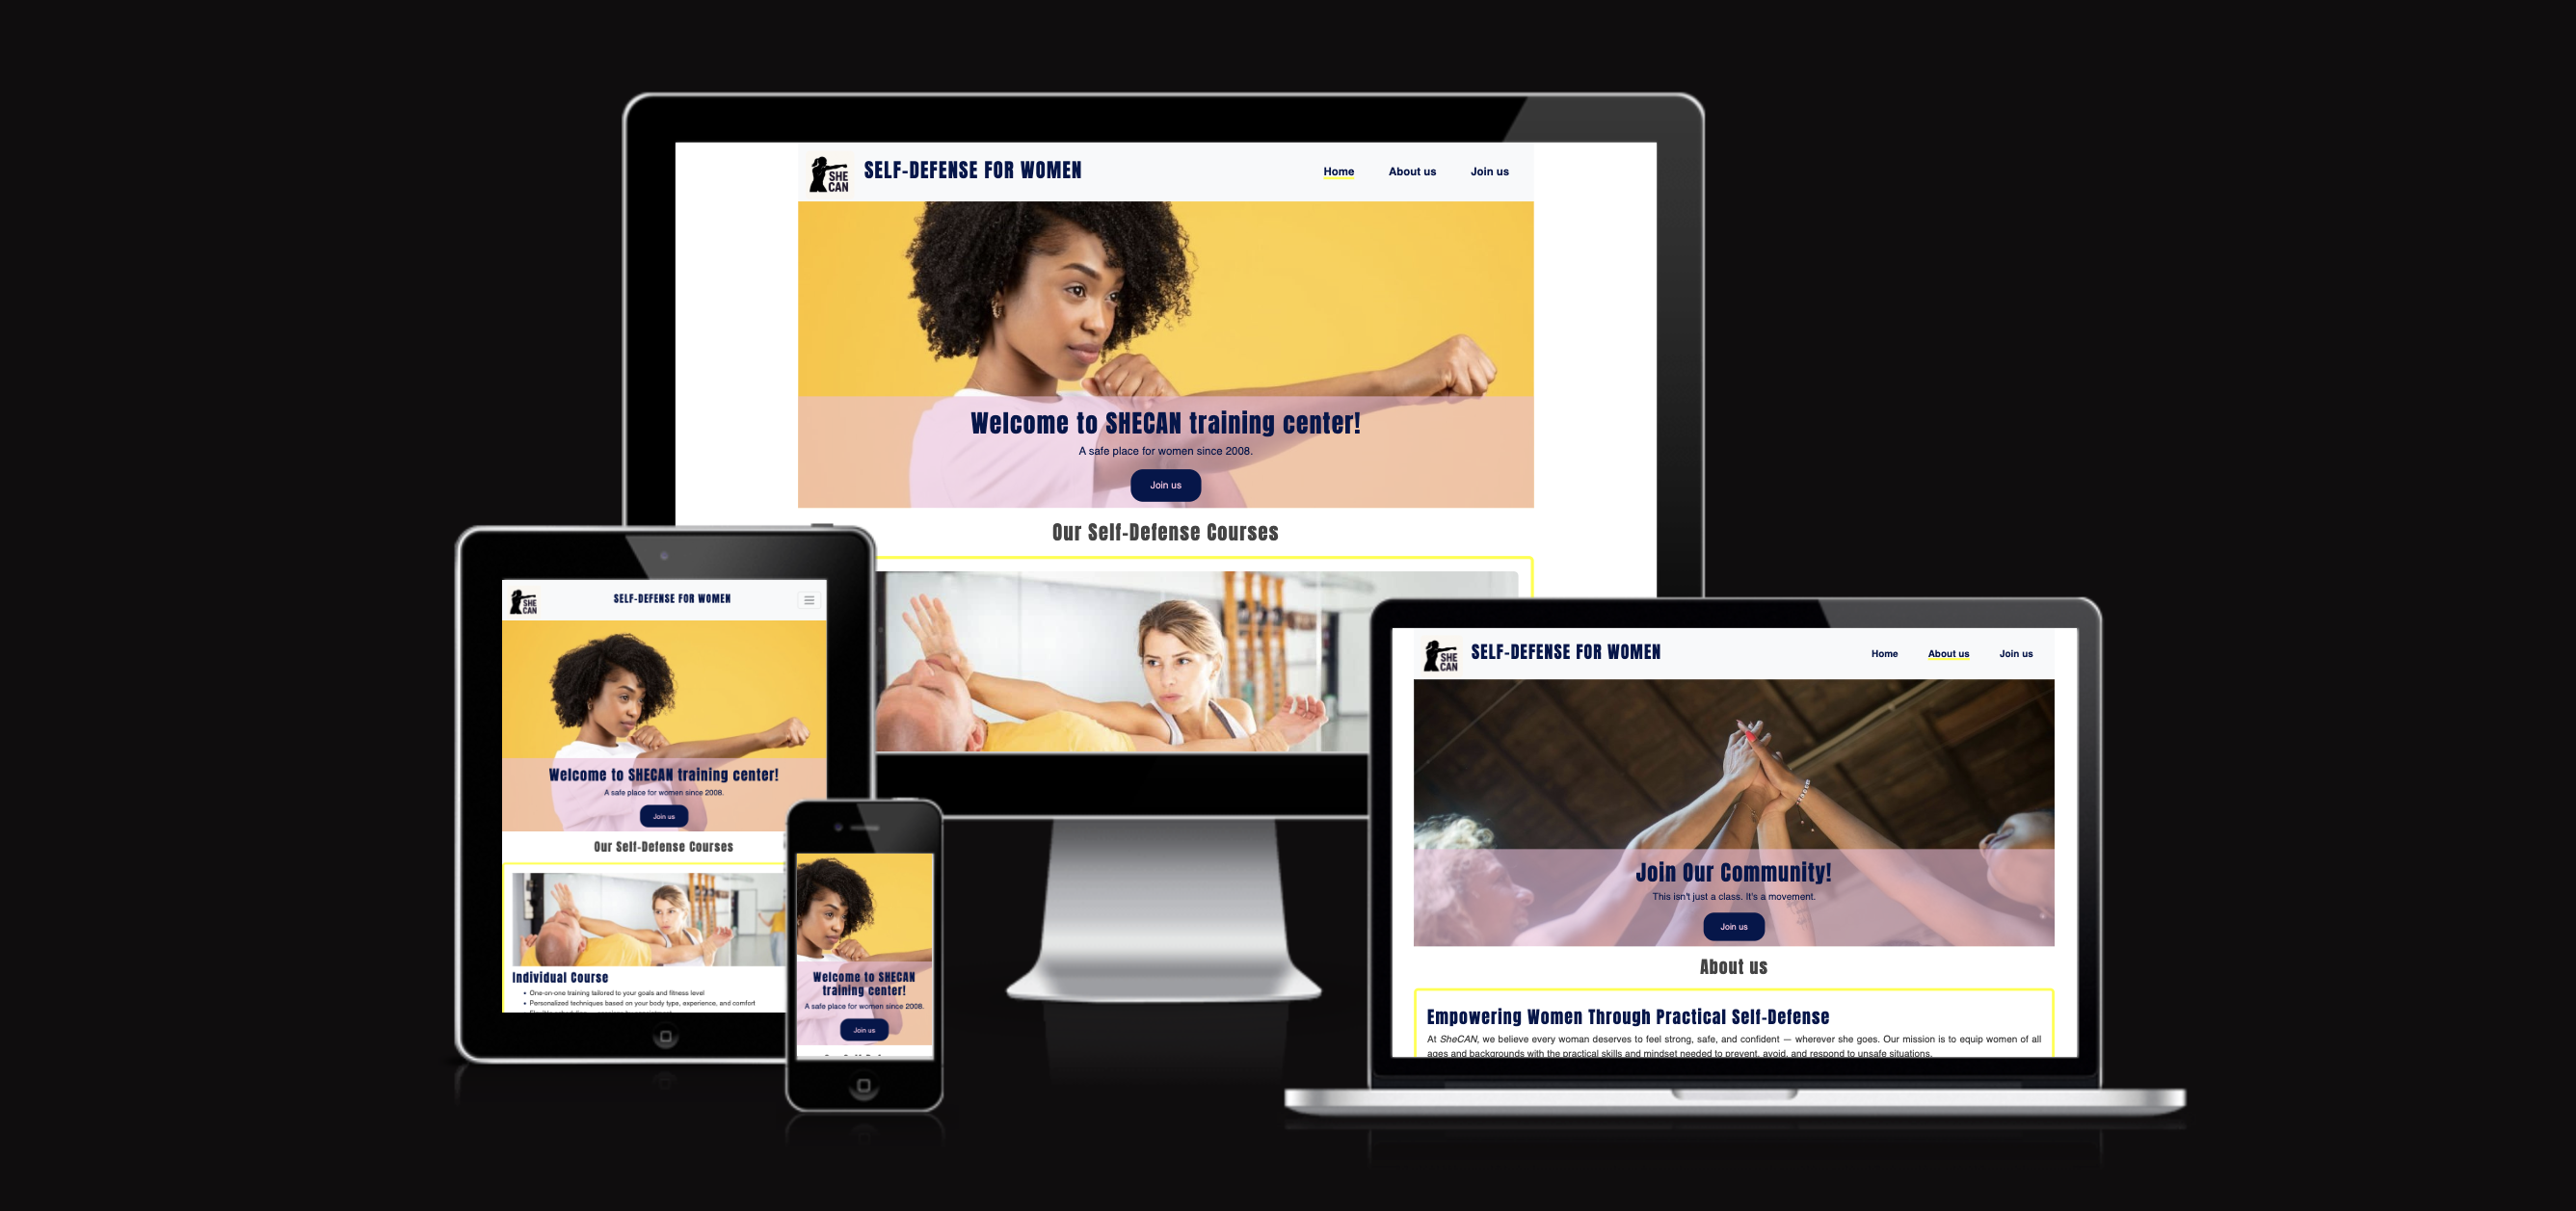 SHE
CAN
SELF-DEFENSE FOR WOMEN
Home
About us
Join us
Welcome to SHECAN training center!
A safe place for women since 2008.
Join us
Our Self-Defense Courses
SHE
CAN
SELF-DEFENSE FOR WOMEN
Welcome to SHECAN training center!
A safe place for women since 2008.
Join us
Our Self-Defense Courses
Individual Course
One-on-one training tailored to your goals and fitness level
Personalized techniques based on your body type, experience, and comfort
Welcome to SHECAN
training center!
A safe place for women since 2008.
Join us
SHE
CAN
SELF-DEFENSE FOR WOMEN
Home
About us
Join us
Join Our Community!
This isn't just a class. It's a movement.
Join us
About us
Empowering Women Through Practical Self-Defense
At SheCAN, we believe every woman deserves to feel strong, safe, and confident — wherever she goes. Our mission is to equip women of all
ages and backgrounds with the practical skills and mindset needed to prevent, avoid, and respond to unsafe situations.